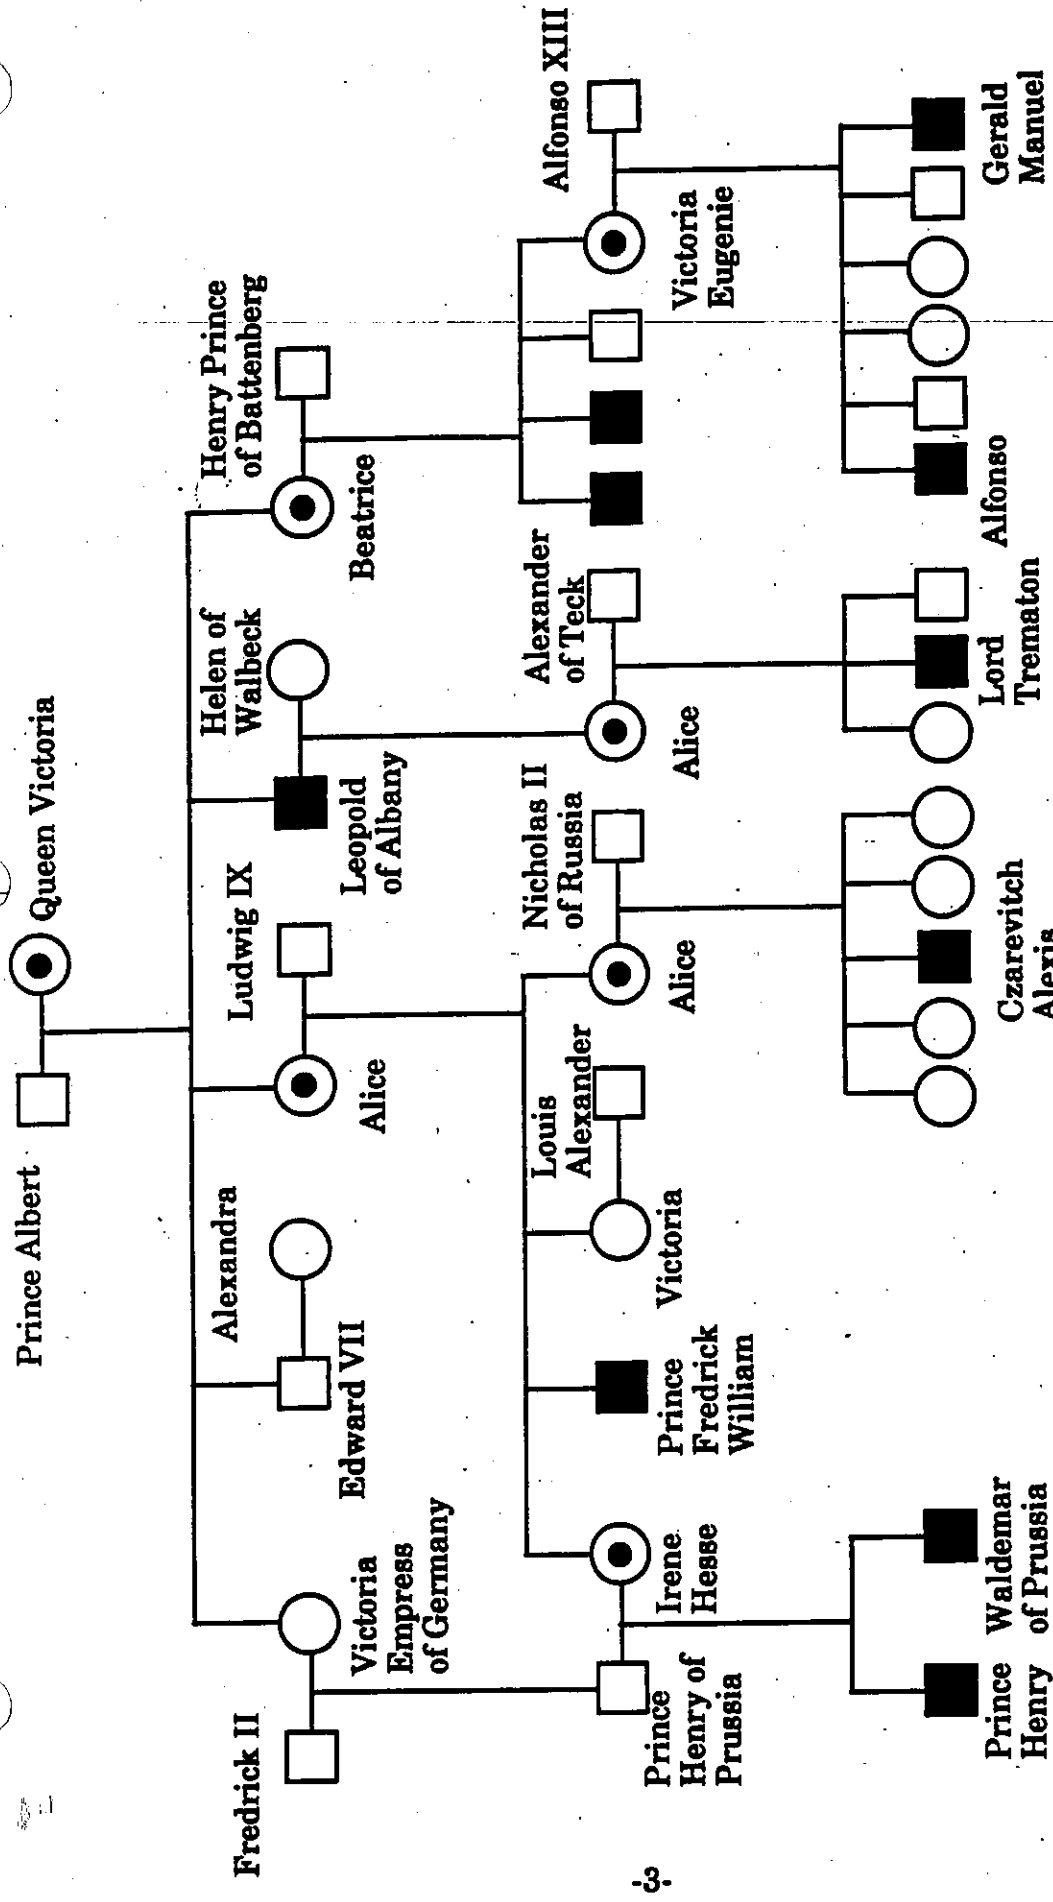 Prince Albert
Queen Victoria
Fredrick II
Victoria
Empress
of Germany
Alexandra
Edward VII
Ludwig IX
Alice
Helen of
Walbeck
Leopold
of Albany
Henry Prince
of Battenberg
Beatrice
Prince
Henry of
Prussia
Irene
Hesse
Prince
Fredrick
William
Louis
Alexander
Victoria
Nicholas II
of Russia
Alice
Alexander
of Teck
Alice
Alfonso XIII
Victoria
Eugenie
Prince
Henry
Waldemar
of Prussia
Czarevitch
Alexis
Lord
Trematon
Alfonso
Gerald
Manuel
-3-